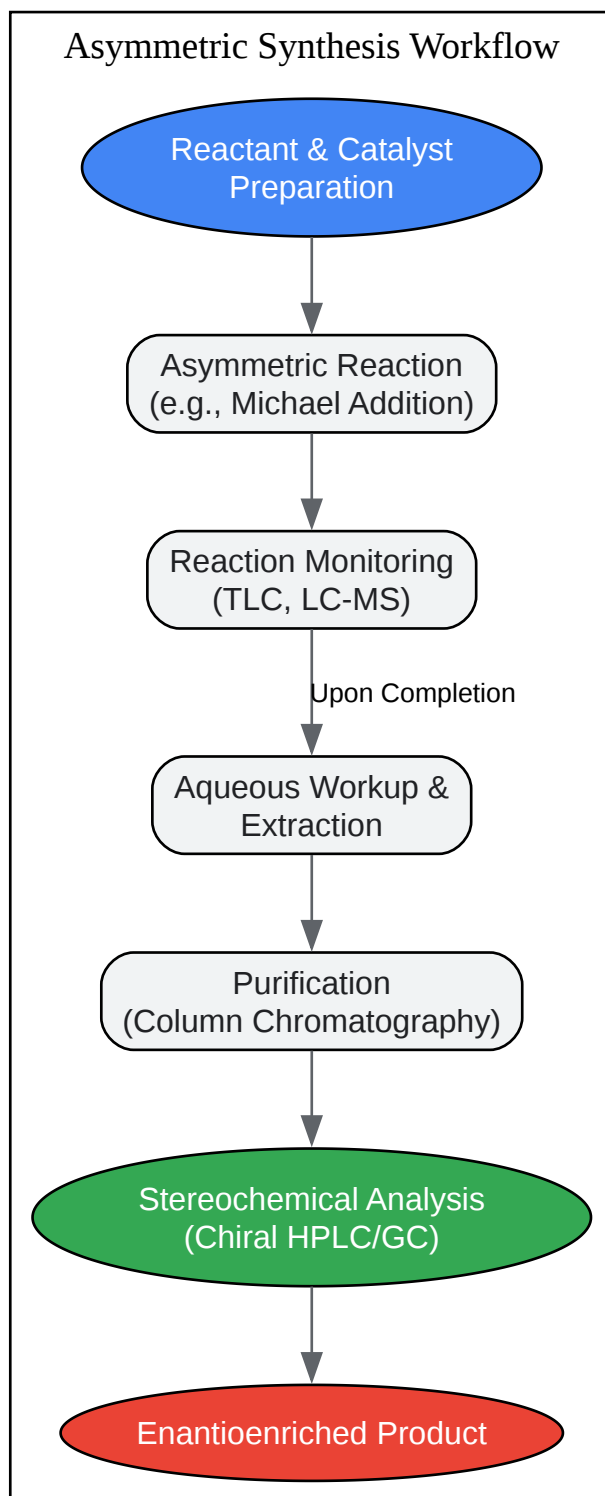 Asymmetric Synthesis Workflow
Reactant & Catalyst
Preparation
Asymmetric Reaction
(e.g., Michael Addition)
Reaction Monitoring
(TLC, LC-MS)
Upon Completion
Aqueous Workup &
Extraction
Purification
(Column Chromatography)
Stereochemical Analysis
(Chiral HPLC/GC)
Enantioenriched Product